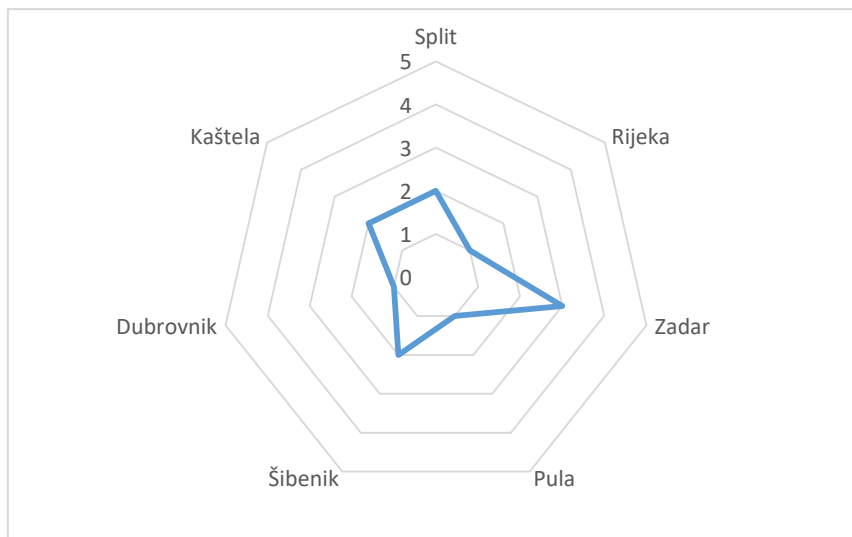 Split
5
4
3
2
1
0
Rijeka
Zadar
Pula
Šibenik
Dubrovnik
Kaštela